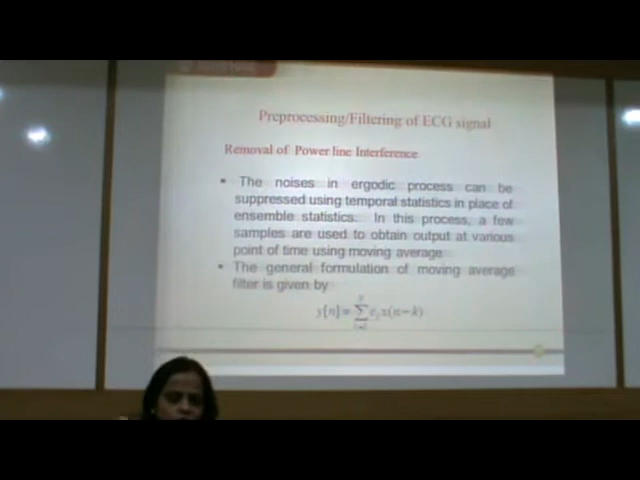 Preprocessing/Filtering of ECG signal
Removal of Power line Interference
• The noises in ergodic process can be
suppressed using temporal statistics in place of
ensemble statistics. In this process, a few
samples are used to obtain output at various
point of time using moving average
• The general formulation of moving average
filter is given by
y[n] = ∑ x(n−k)